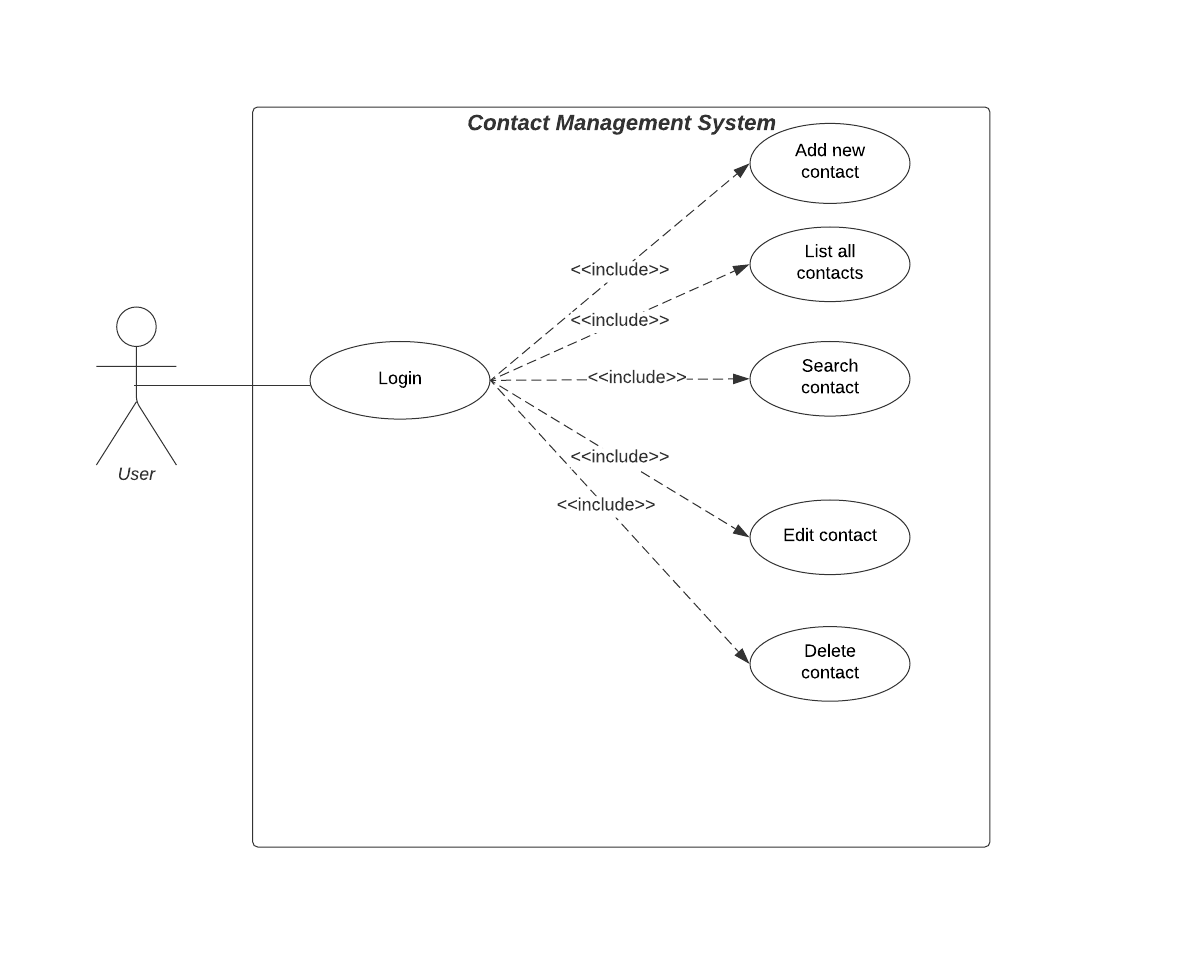 Contact Management System
Add new
contact
List all
contacts
<<include>>
<<include>>
Search
contact
Login
<<include>>
<<include>>
User
<<include>>
Edit contact
Delete
contact